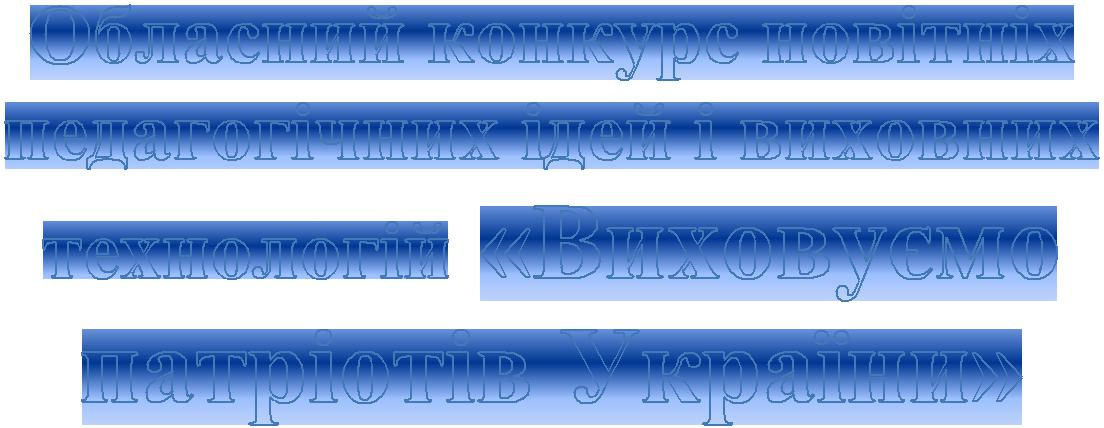 Обласний конкурс новітніх
педагогічних ідей і виховних
технологій «Виховуємо
патріотів України»